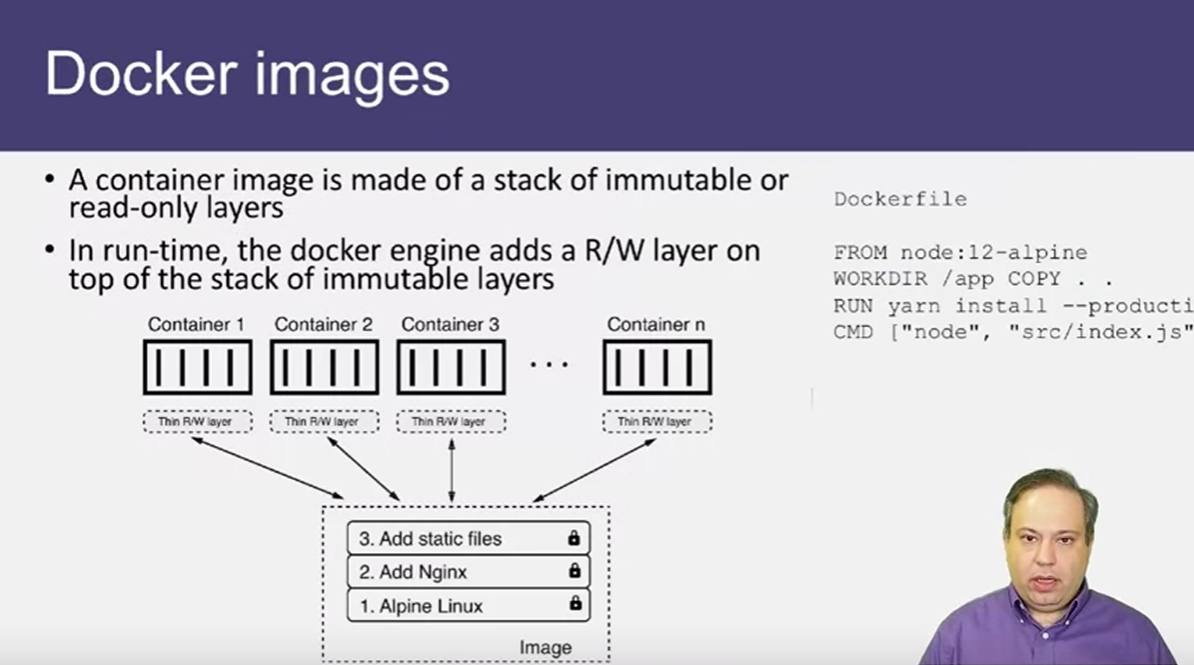 Docker images
• A container image is made of a stack of immutable or
read-only layers
• In run-time, the docker engine adds a R/W layer on
top of the stack of immutable layers
Container 1 Container 2 Container 3 Container n
...
Thin R/W layer Thin R/W layer Thin R/W layer Thin R/W layer
3. Add static files
2. Add Nginx
1. Alpine Linux
Image
Dockerfile
FROM node:12-alpine
WORKDIR /app COPY . .
RUN yarn install --producti
CMD ["node", "src/index.js"